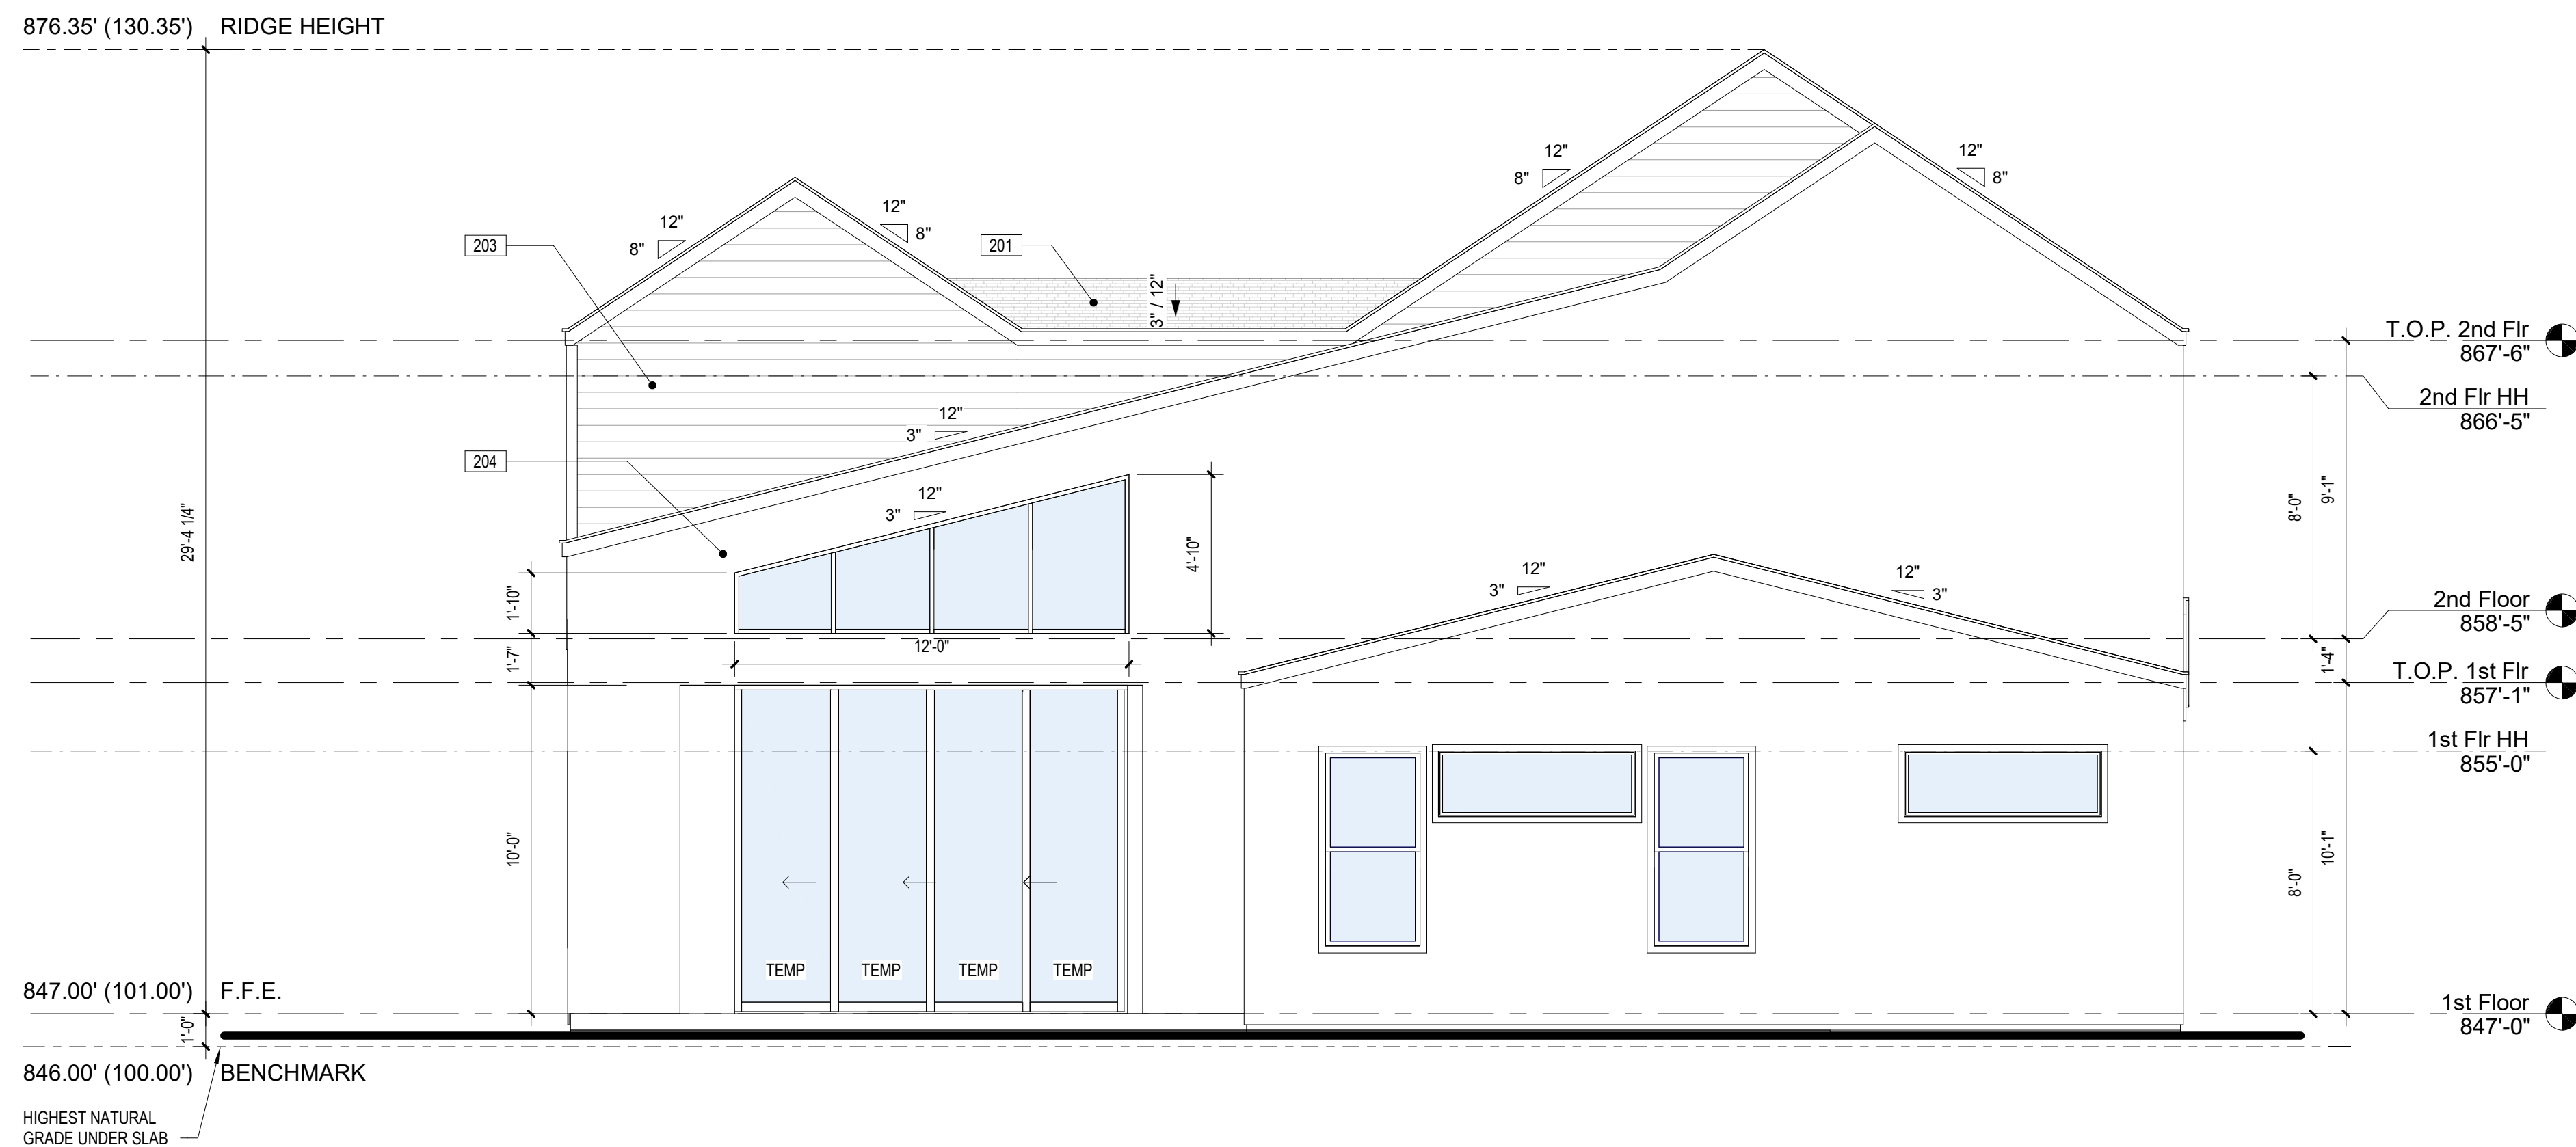 876.35' (130.35') RIDGE HEIGHT
12"
8"
12"
8"
12"
8"
12"
8"
203
201
3" / 12"
T.O.P. 2nd Flr
867'-6"
2nd Flr HH
866'-5"
12"
3"
204
12"
3"
29'-4 1/4"
4'-10"
8'-0"
9'-1"
1'-10"
12"
3"
12"
3"
2nd Floor
858'-5"
1'-7"
12'-0"
1'-4"
T.O.P. 1st Flr
857'-1"
1st Flr HH
855'-0"
10'-0"
8'-0"
10'-1"
TEMP TEMP TEMP TEMP
847.00' (101.00') F.F.E.
1st Floor
847'-0"
1'-0"
846.00' (100.00') BENCHMARK
HIGHEST NATURAL
GRADE UNDER SLAB